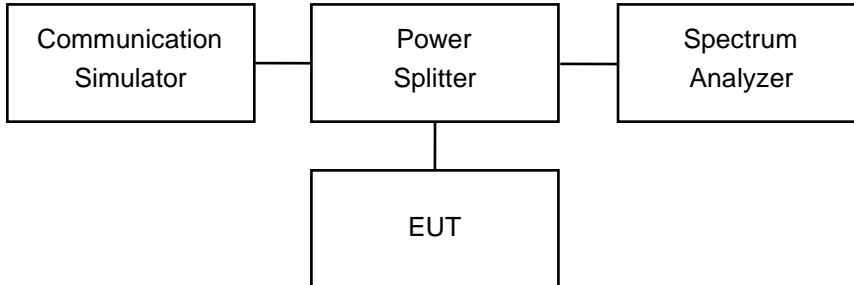 Communication
Simulator
Power
Splitter
Spectrum
Analyzer
EUT